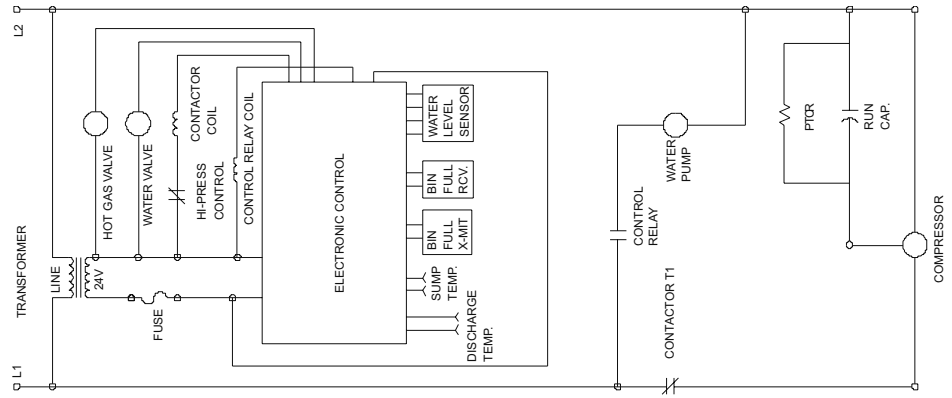 L1
L2
TRANSFORMER
LINE
24V
FUSE
HOT GAS VALVE
WATER VALVE
CONTACTOR
COIL
HI-PRESS
CONTROL
CONTROL RELAY COIL
ELECTRONIC CONTROL
WATER
LEVEL
SENSOR
BIN
FULL
RCV.
BIN
FULL
X-MIT
SUMP
TEMP.
DISCHARGE
TEMP.
CONTROL
RELAY
WATER
PUMP
CONTACTOR T1
PTCR
RUN
CAP.
COMPRESSOR